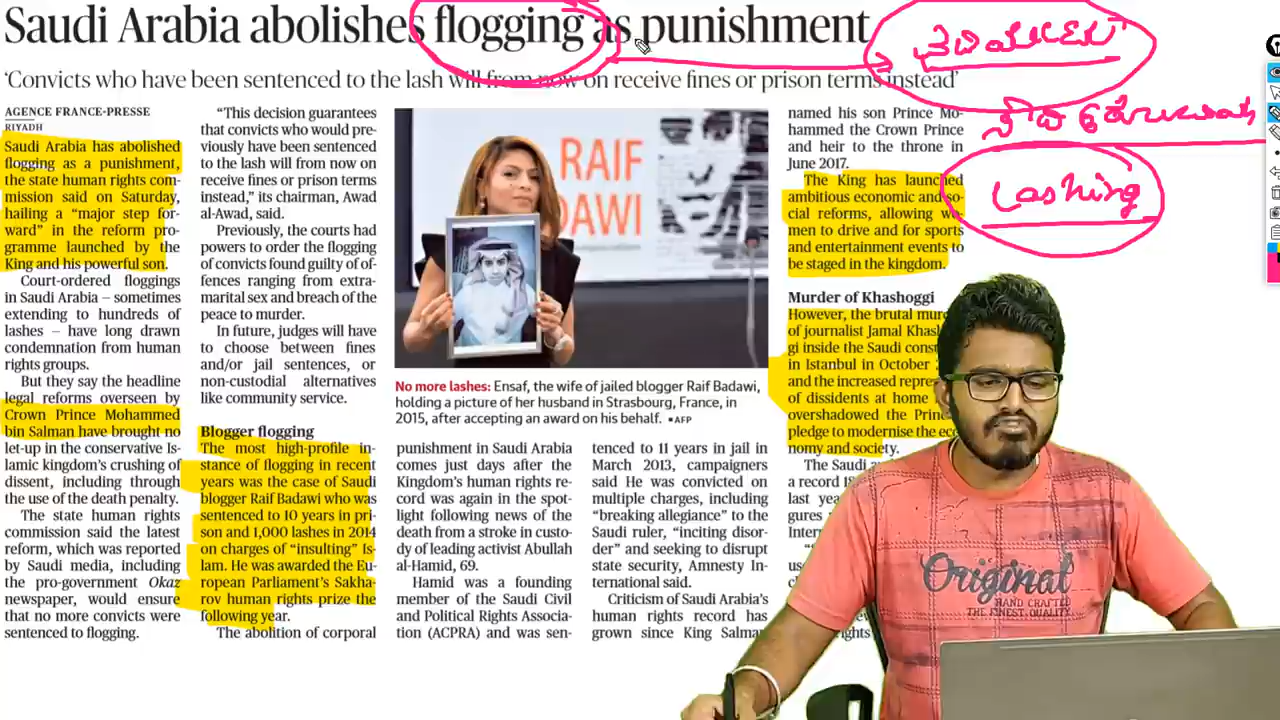 Saudi Arabia abolishes flogging as punishment
‘Convicts who have been sentenced to the lash will from now on receive fines or prison terms instead’
AGENCE FRANCE-PRESSE
RIYADH
Saudi Arabia has abolished
flogging as a punishment,
the state human rights com-
mission said on Saturday,
hailing a “major step for-
ward” in the reform pro-
gramme launched by the
King and his powerful son.
Court-ordered floggings
in Saudi Arabia – sometimes
extending to hundreds of
lashes – have long drawn
condemnation from human
rights groups.
But they say the headline
legal reforms overseen by
Crown Prince Mohammed
bin Salman have brought no
let-up in the conservative Is-
lamic kingdom’s crushing of
dissent, including through
the use of the death penalty.
The state human rights
commission said the latest
reform, which was reported
by Saudi media, including
the pro-government Okaz
newspaper, would ensure
that no more convicts were
sentenced to flogging.
“This decision guarantees
that convicts who would pre-
viously have been sentenced
to the lash will from now on
receive fines or prison terms
instead,” its chairman, Awad
al-Awad, said.
Previously, the courts had
powers to order the flogging
of convicts found guilty of of-
fences ranging from extra-
marital sex and breach of the
peace to murder.
In future, judges will have
to choose between fines
and/or jail sentences, or
non-custodial alternatives
like community service.
Blogger flogging
The most high-profile in-
stance of flogging in recent
years was the case of Saudi
blogger Raif Badawi who was
sentenced to 10 years in pri-
son and 1,000 lashes in 2014
on charges of “insulting” Is-
lam. He was awarded the Eu-
ropean Parliament’s Sakha-
rov human rights prize the
following year.
The abolition of corporal
RAIF
DAWI
No more lashes: Ensaf, the wife of jailed blogger Raif Badawi,
holding a picture of her husband in Strasbourg, France, in
2015, after accepting an award on his behalf. ▪AFP
punishment in Saudi Arabia
comes just days after the
Kingdom’s human rights re-
cord was again in the spot-
light following news of the
death from a stroke in custo-
dy of leading activist Abullah
al-Hamid, 69.
Hamid was a founding
member of the Saudi Civil
and Political Rights Associa-
tion (ACPRA) and was sen-
tenced to 11 years in jail in
March 2013, campaigners
said He was convicted on
multiple charges, including
“breaking allegiance” to the
Saudi ruler, “inciting disor-
der” and seeking to disrupt
state security, Amnesty In-
ternational said.
Criticism of Saudi Arabia’s
human rights record has
grown since King Salman
named his son Prince Mo-
hammed the Crown Prince
and heir to the throne in
June 2017.
The King has launched
ambitious economic and so-
cial reforms, allowing wo-
men to drive and for sports
and entertainment events to
be staged in the kingdom.
Murder of Khashoggi
However, the brutal
of journalist Jamal
gi inside the Saudi
in Istanbul in October
and the increased
of dissidents at home
overshadowed the
pledge to modernise the eco-
nomy and society.
The Saudi
a record
last year
Lashing
Original
HAND CRAFTED
THE FINEST QUALITY